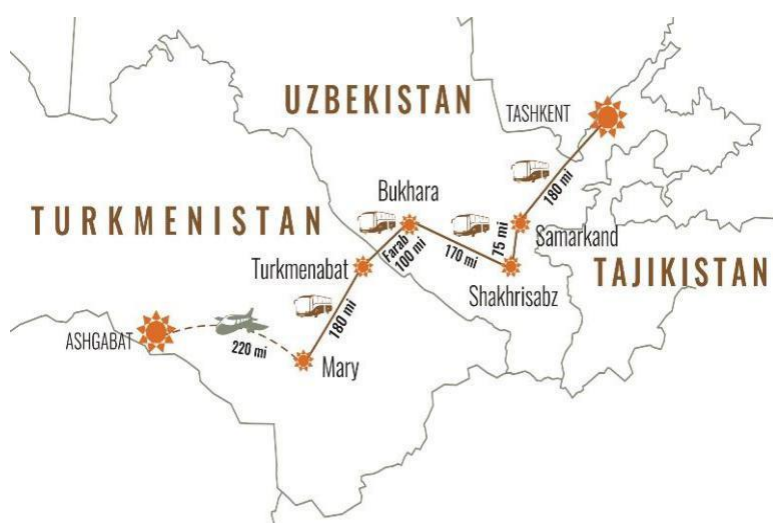 UZBEKISTAN
TASHKENT
180 mi
Bukhara
TURKMENISTAN
Farab
100 mi
170 mi
75 mi
Samarkand
Turkmenabat
Shakhrisabz
TAJIKISTAN
180 mi
ASHGABAT
220 mi
Mary